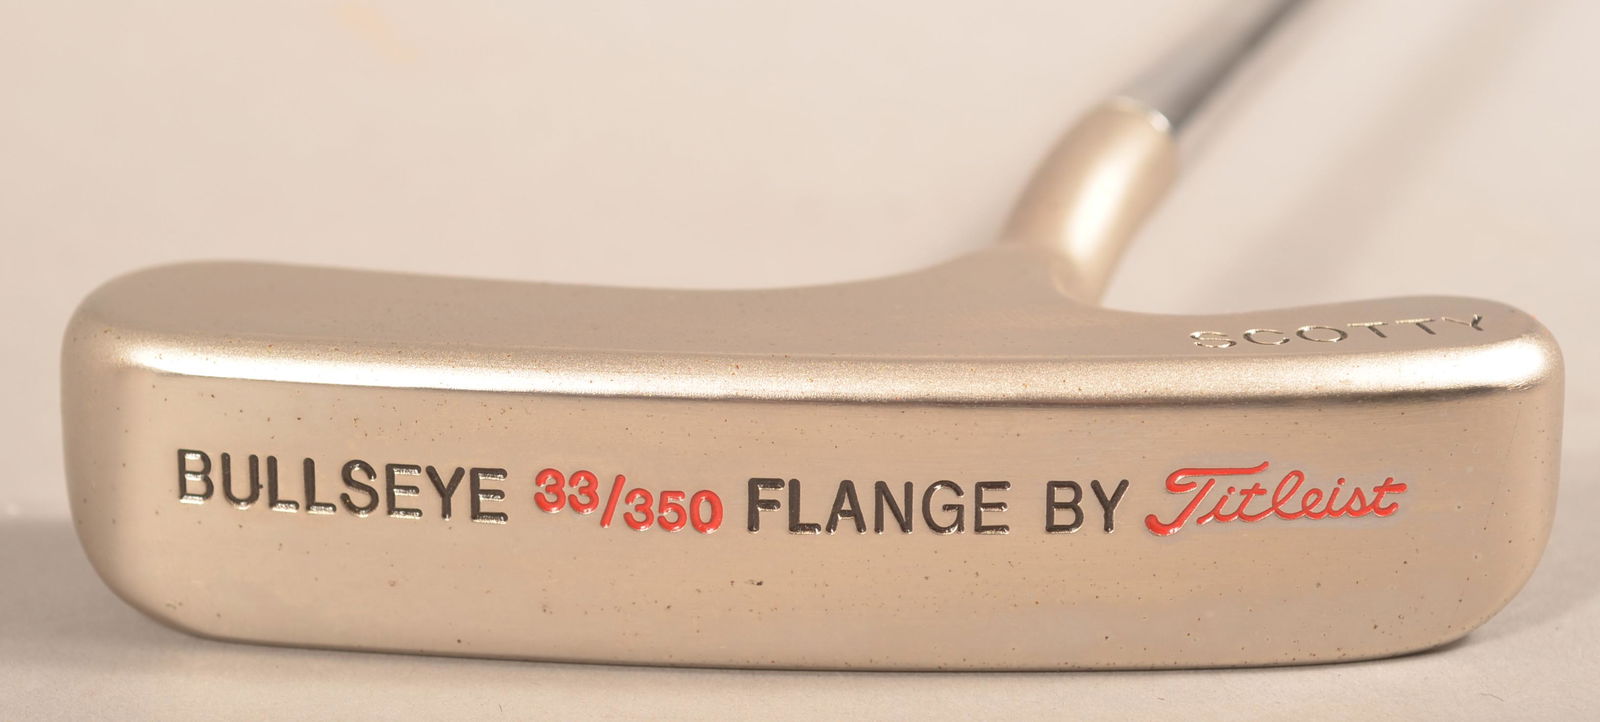 SCOTTY
BULLSEYE 33/350 FLANGE BY Titleist